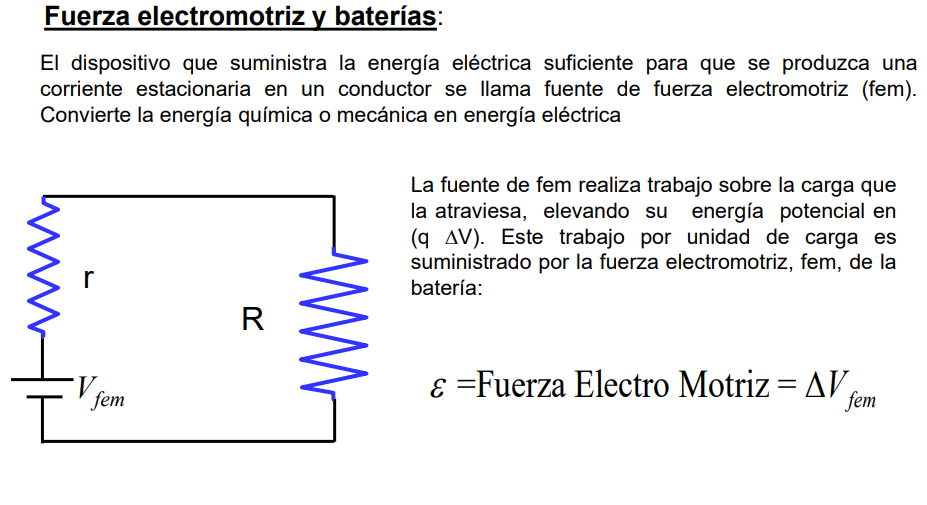 Fuerza electromotriz y baterías:
El dispositivo que suministra la energía eléctrica suficiente para que se produzca una
corriente estacionaria en un conductor se llama fuente de fuerza electromotriz (fem).
Convierte la energía química o mecánica en energía eléctrica
La fuente de fem realiza trabajo sobre la carga que
la atraviesa, elevando su energía potencial en
(q ΔV). Este trabajo por unidad de carga es
suministrado por la fuerza electromotriz, fem, de la
batería:
r
R
V fem
ε =Fuerza Electro Motriz = ΔV fem